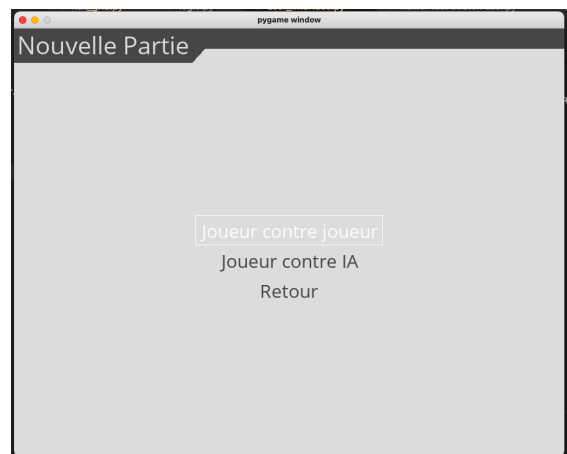 pygame window
Nouvelle Partie
Joueur contre joueur
Joueur contre IA
Retour